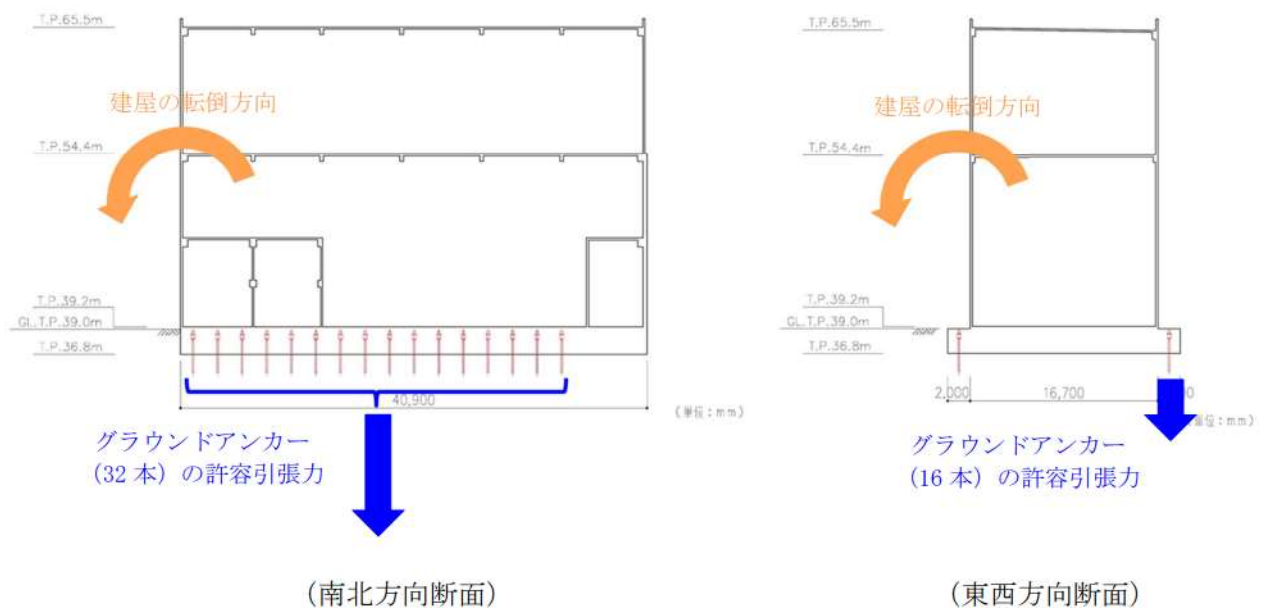 T.P.65.5m
建屋の転倒方向
T.P.54.4m
T.P.39.2m
GL.T.P.39.0m
T.P.36.8m
40,900
(単位：mm)
グラウンドアンカー
(32 本) の許容引張力
(南北方向断面)
T.P.65.5m
建屋の転倒方向
T.P.54.4m
T.P.39.2m
GL.T.P.39.0m
T.P.36.8m
2,000
16,700
位：mm)
グラウンドアンカー
(16 本) の許容引張力
(東西方向断面)